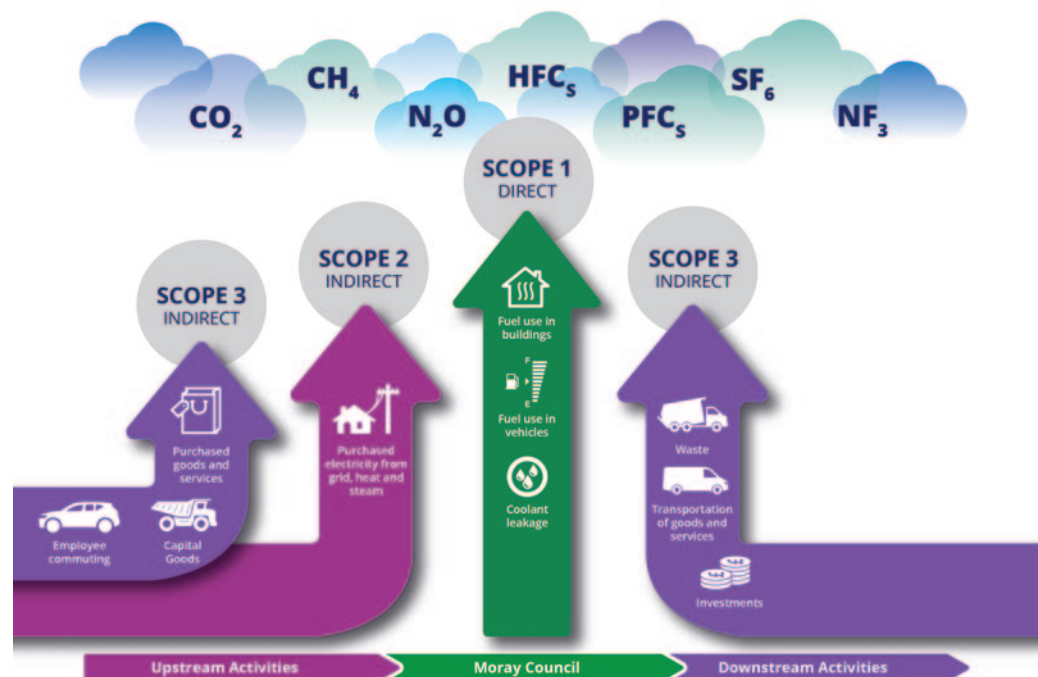 CO₂
CH₄
N₂O
HFCs
PFCs
SF₆
NF₃
SCOPE 1
DIRECT
SCOPE 2
INDIRECT
SCOPE 3
INDIRECT
SCOPE 3
INDIRECT
Purchased
goods and
services
Employee
commuting
Capital
Goods
Purchased
electricity from
grid, heat and
steam
Fuel use in
buildings
F
E
Fuel use in
vehicles
Coolant
leakage
Waste
Transportation
of goods and
services
Investments
Upstream Activities
Moray Council
Downstream Activities